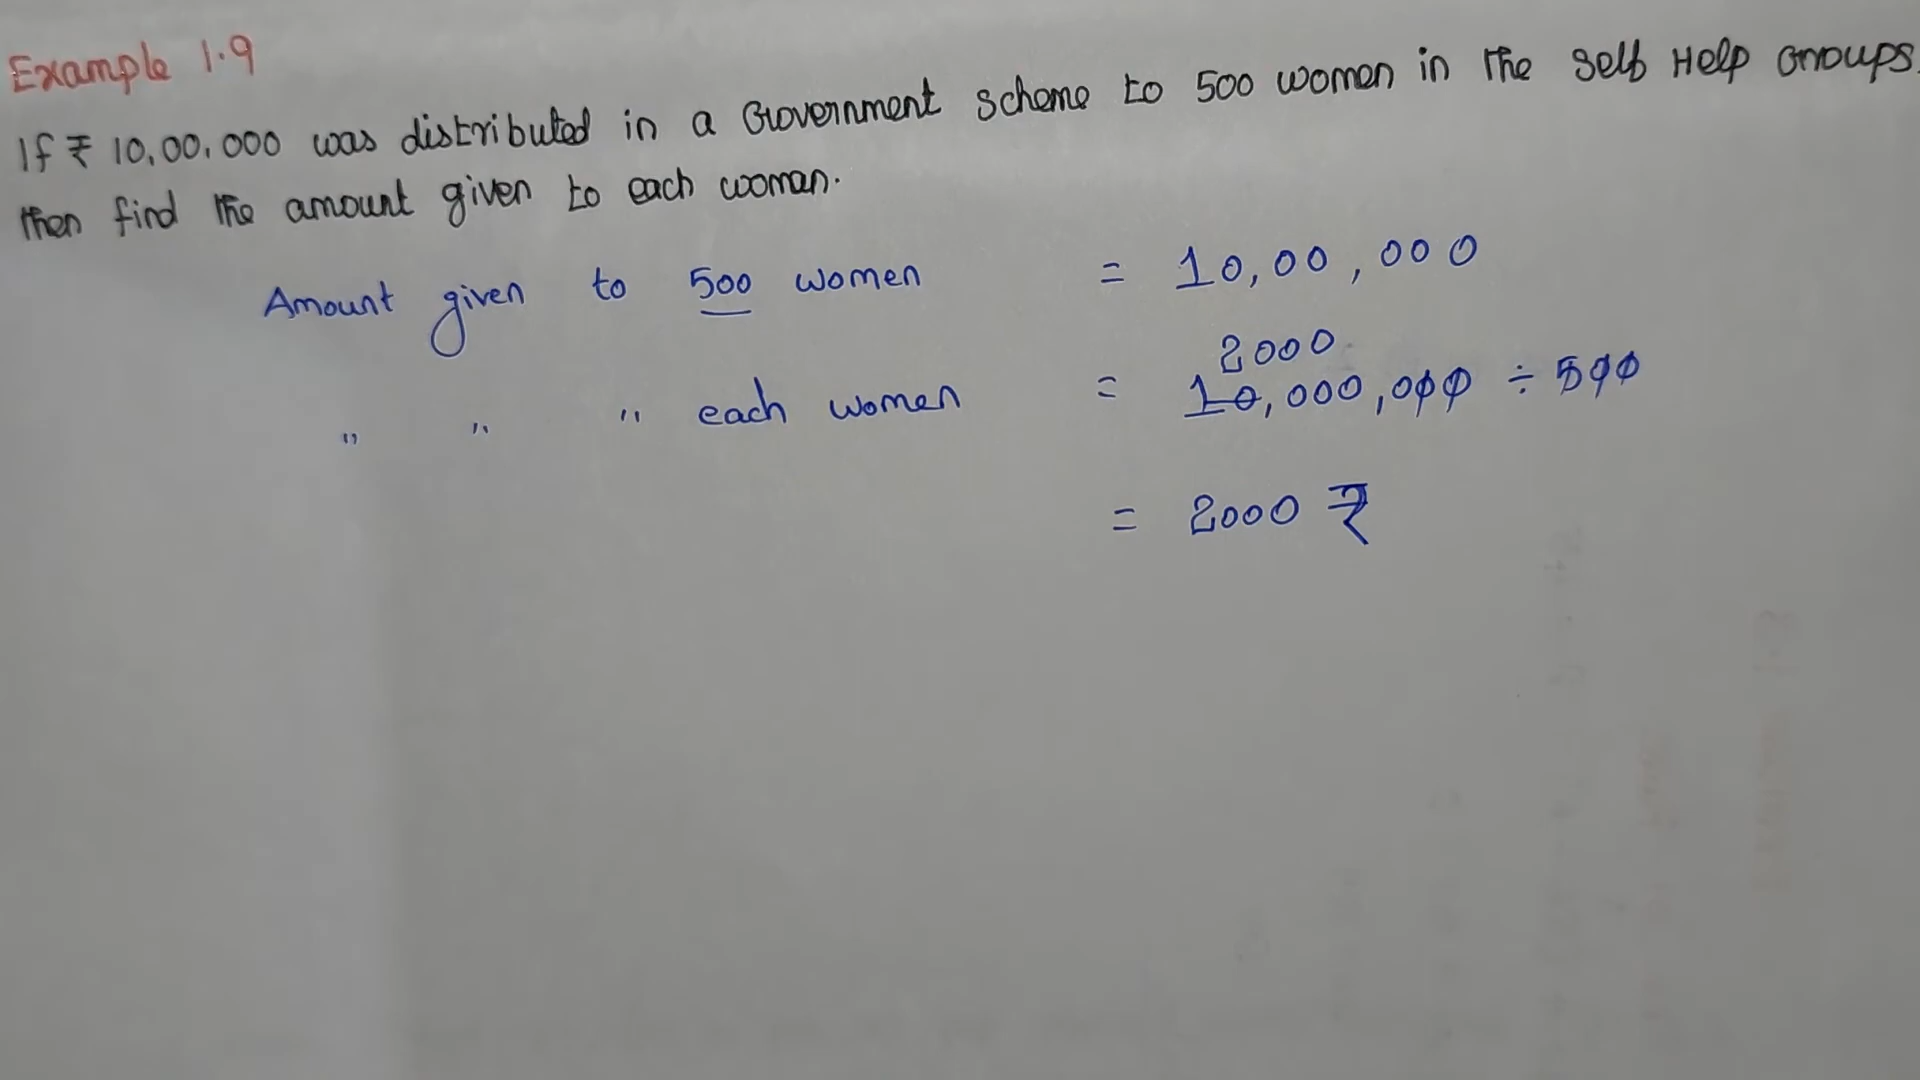 Example 1.9
If ₹ 10,00,000 was distributed in a Government scheme to 500 women in the Self Help Groups.
then find the amount given to each woman.
Amount given to 500 women = 10,00,000
2000
" " " each women = 10,000,000 ÷ 500
= 2000 ₹